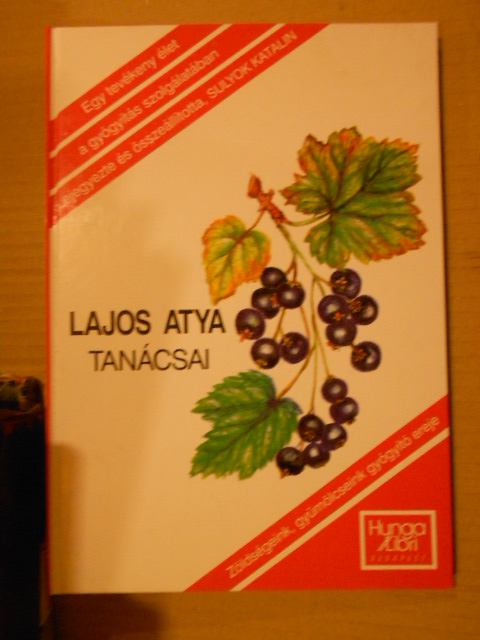 Egy tevékeny élet
a gyógyítás szolgálatában
Lejegyezte és összeállította, SULYOK KATALIN
LAJOS ATYA
TANÁCSAI
Zöldségeink, gyümölcseink gyógyító ereje
Hunga
Libri
BUDAPEST